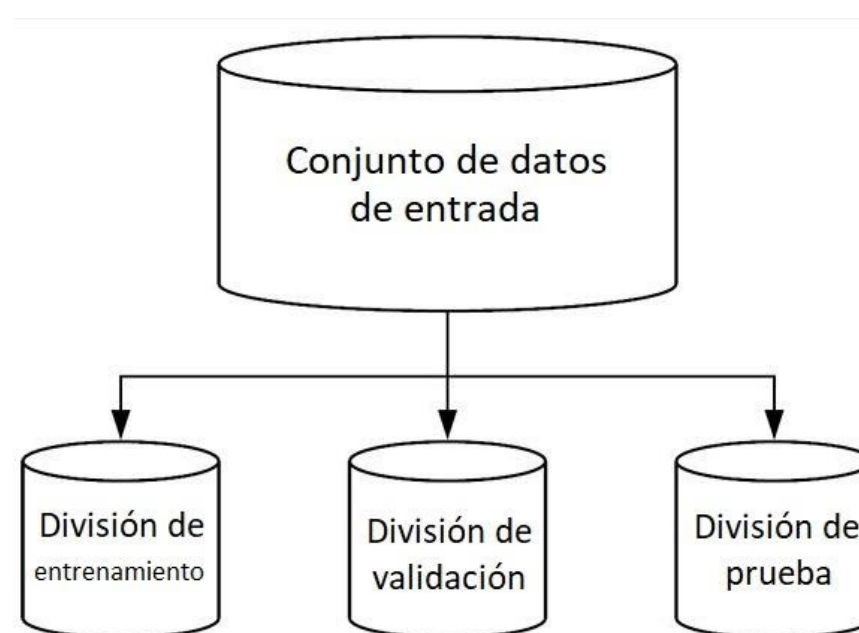 Conjunto de datos
de entrada
División de
entrenamiento
División de
validación
División de
prueba